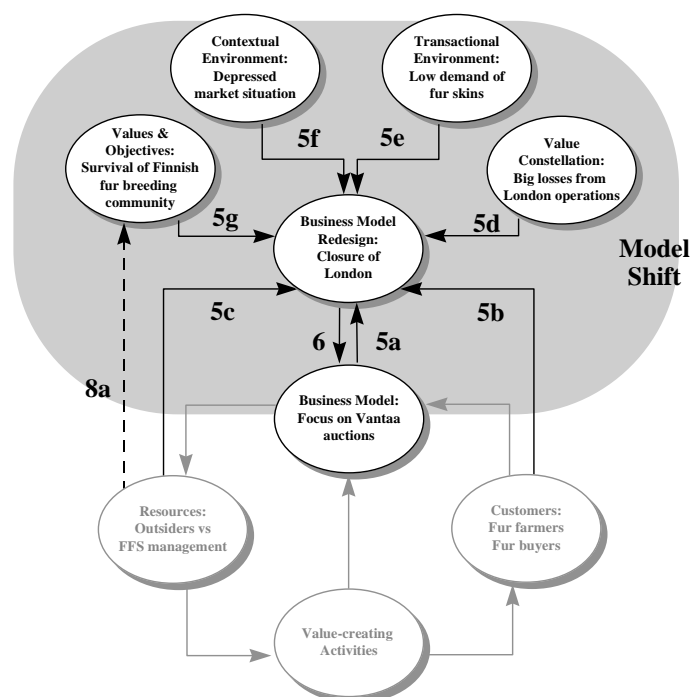 Contextual
Environment:
Depressed
market situation
Transactional
Environment:
Low demand of
fur skins
Values &
Objectives:
Survival of Finnish
fur breeding
community
5f
5e
Value
Constellation:
Big losses from
London operations
5g
Business Model
Redesign:
Closure of
London
5d
Model
Shift
5c
5b
6
5a
8a
Business Model:
Focus on Vantaa
auctions
Resources:
Outsiders vs
FFS management
Customers:
Fur farmers
Fur buyers
Value-creating
Activities